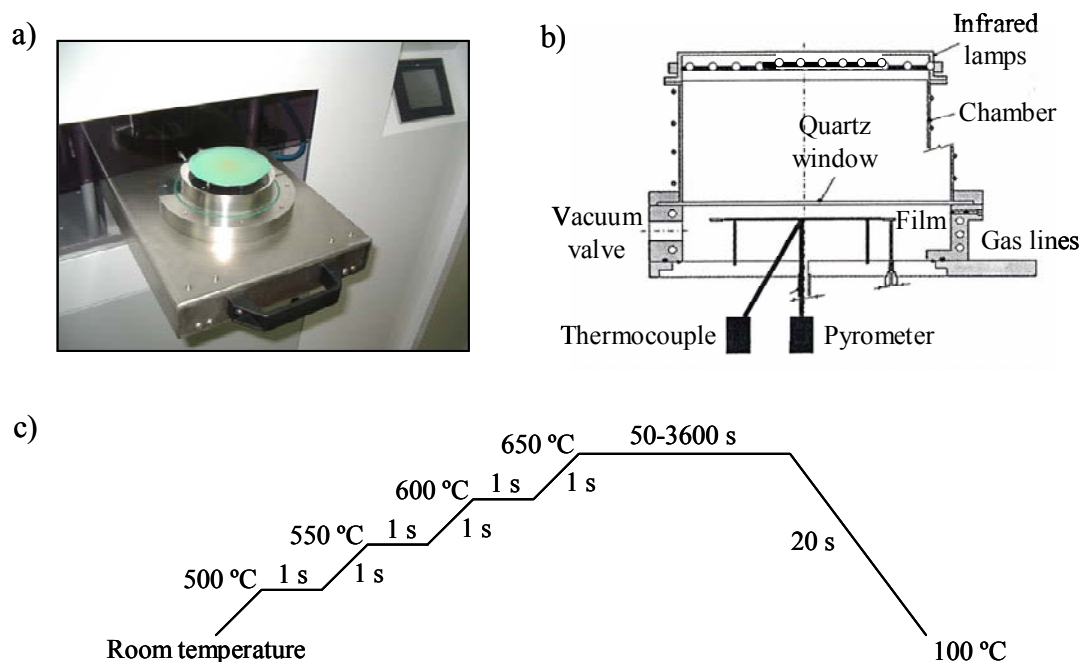 a)
b)
Infrared
lamps
Chamber
Quartz
window
Film
Vacuum
valve
Gas lines
Thermocouple
Pyrometer
c)
650 ºC
50-3600 s
600 ºC
1 s
1 s
550 ºC
1 s
1 s
20 s
500 ºC
1 s
1 s
Room temperature
100 ºC